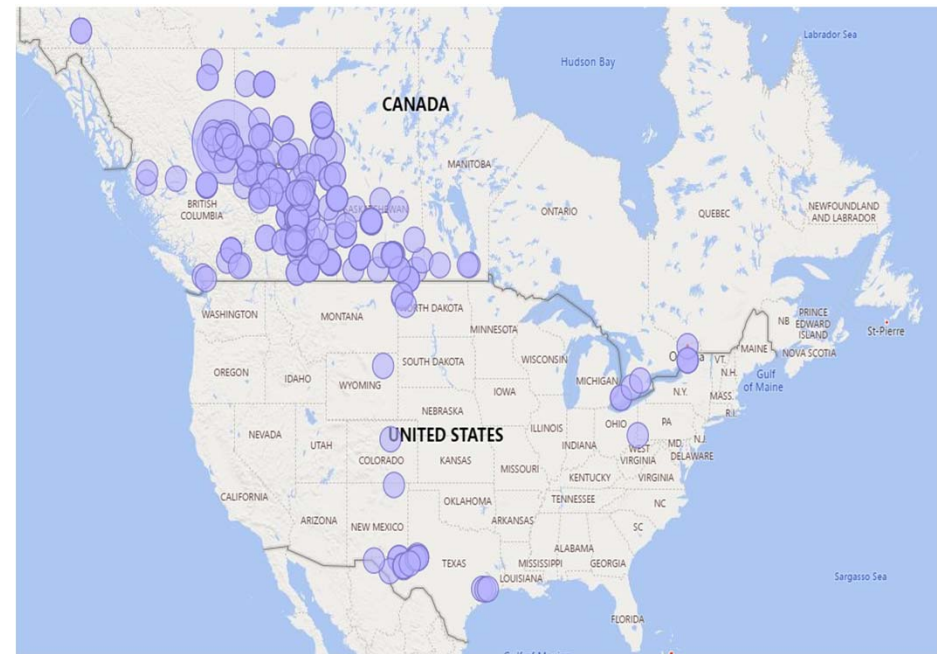 Labrador Sea
Hudson Bay
CANADA
MANITOBA
BRITISH
COLUMBIA
ONTARIO
QUEBEC
NEWFOUNDLAND
AND LABRADOR
WASHINGTON
MONTANA
MINNESOTA
NB
PRINCE
EDWARD
ISLAND
St-Pierre
MAINE
NOVA SCOTIA
OREGON
IDAHO
WYOMING
SOUTH DAKOTA
WISCONSIN
MICHIGAN
VT.
N.H.
Gulf
of Maine
N.Y.
MASS.
R.I.
IOWA
NEBRASKA
NEVADA
UTAH
UNITED STATES
COLORADO
KANSAS
MISSOURI
ILLINOIS
INDIANA
OHIO
PA
N.J.
MD.
DELAWARE
WEST
VIRGINIA
VIRGINIA
KENTUCKY
CALIFORNIA
ARIZONA
NEW MEXICO
OKLAHOMA
ARKANSAS
TENNESSEE
NC
SC
TEXAS
LOUISIANA
MISSISSIPPI
ALABAMA
GEORGIA
FLORIDA
Sargasso Sea